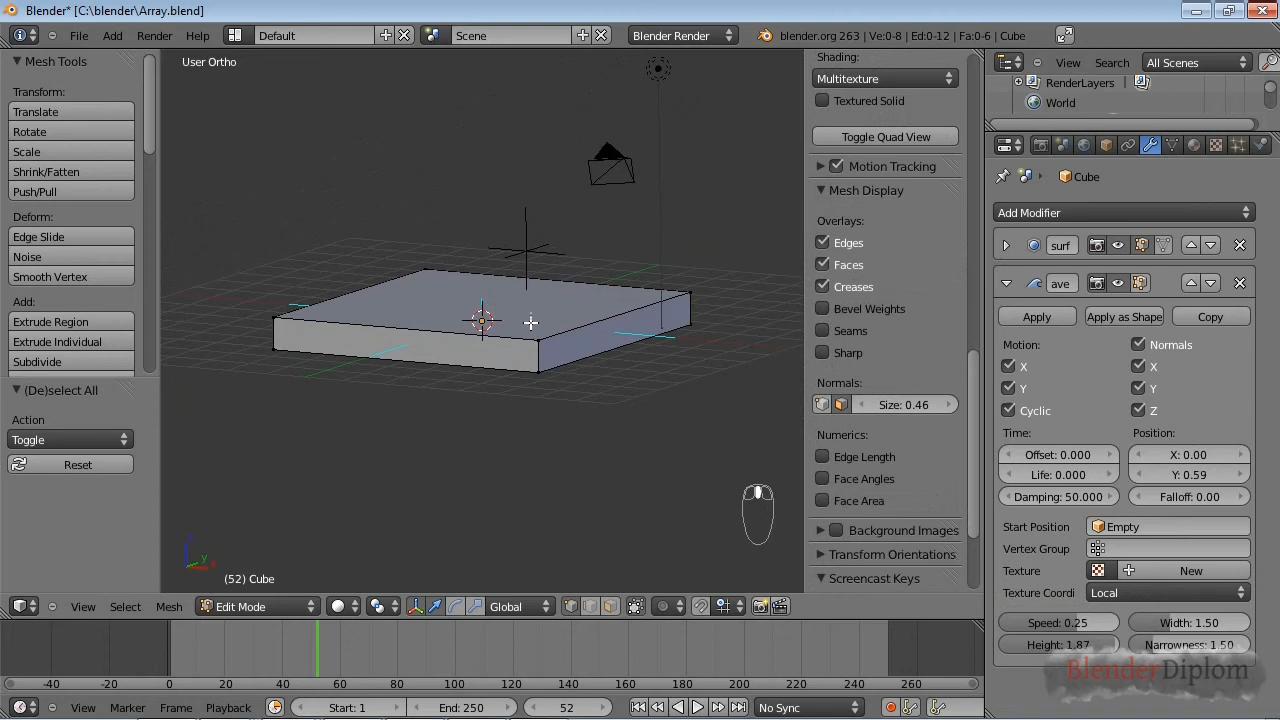 Blender* [C:\blender\Array.blend]
File Add Render Help Default Scene Blender Render blender.org 263 | Ve:0-8 | Ed:0-12 | Fa:0-6 | Cube
Mesh Tools
Transform:
Translate
Rotate
Scale
Shrink/Fatten
Push/Pull
Deform:
Edge Slide
Noise
Smooth Vertex
Add:
Extrude Region
Extrude Individual
Subdivide
(De)select All
Action
Toggle
Reset
User Ortho
(52) Cube
z
y
x
Shading:
Multitexture
Textured Solid
Toggle Quad View
Motion Tracking
Mesh Display
Overlays:
Edges
Faces
Creases
Bevel Weights
Seams
Sharp
Normals:
Size: 0.46
Numerics:
Edge Length
Face Angles
Face Area
Background Images
Transform Orientations
Screencast Keys
View Search All Scenes
RenderLayers |
World
Cube
Add Modifier
surf
ave
Apply Apply as Shape Copy
Motion: Normals
X X
Y Y
Cyclic Z
Time: Position:
Offset: 0.000 X: 0.00
Life: 0.000 Y: 0.59
Damping: 50.000 Falloff: 0.00
Start Position Empty
Vertex Group
Texture New
Texture Coordi Local
Speed: 0.25 Width: 1.50
Height: 1.87 Narrowness: 1.50
BlenderDiplom
View Select Mesh Edit Mode Global
-40 -20 0 20 40 60 80 100 120 140 160 180 200 220 240 260
View Marker Frame Playback Start: 1 End: 250 52 No Sync